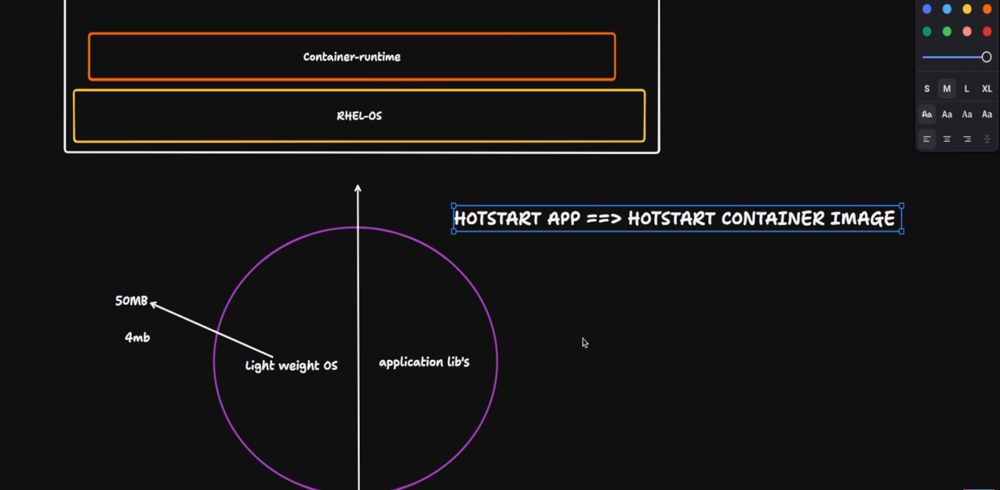 Container-runtime
RHEL-OS
S M L XL
Aa Aa Aa Aa
HOTSTART APP ==> HOTSTART CONTAINER IMAGE
50MB
4mb
Light weight OS
application lib's